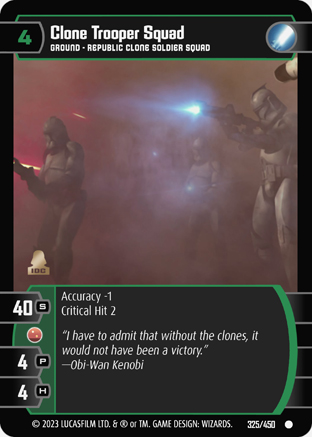 4 Clone Trooper Squad
GROUND - REPUBLIC CLONE SOLDIER SQUAD
IDC
40 S
Accuracy -1
Critical Hit 2
“I have to admit that without the clones, it
would not have been a victory.”
—Obi-Wan Kenobi
4 P
4 H
© 2023 LUCASFILM LTD. & ® or TM. GAME DESIGN: WIZARDS. 325/450